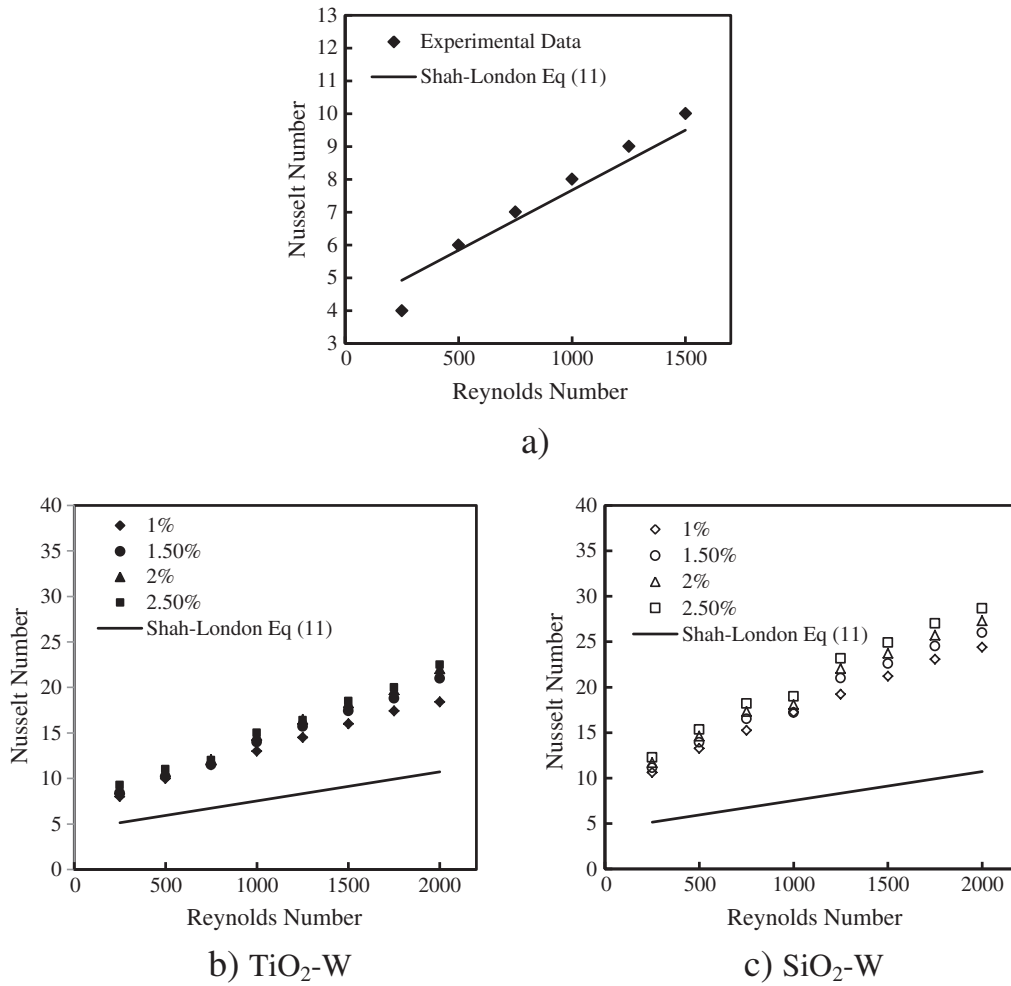 13
12
11
10
9
8
7
6
5
4
3
Nusselt Number
Experimental Data
Shah-London Eq (11)
0 500 1000 1500
Reynolds Number
a)
40
35
30
25
20
15
10
5
0
Nusselt Number
1%
1.50%
2%
2.50%
Shah-London Eq (11)
0 500 1000 1500 2000
Reynolds Number
b) TiO₂-W
40
35
30
25
20
15
10
5
0
Nusselt Number
1%
1.50%
2%
2.50%
Shah-London Eq (11)
0 500 1000 1500 2000
Reynolds Number
c) SiO₂-W